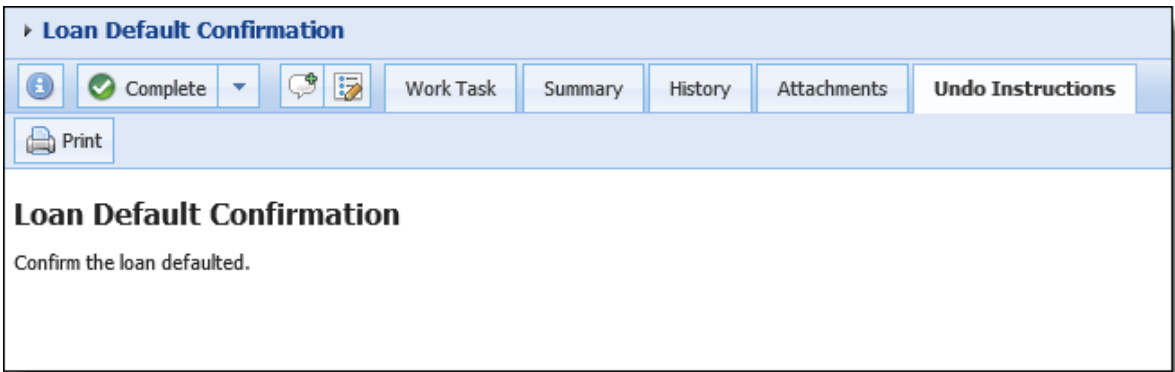 Loan Default Confirmation
Complete Work Task Summary History Attachments Undo Instructions
Print
Loan Default Confirmation
Confirm the loan defaulted.